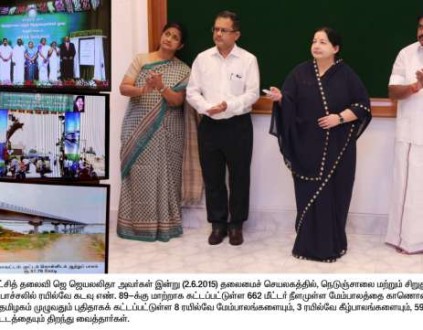 ட்சித் தலைவி ஜெ ஜெயலலிதா அவர்கள் இன்று (2.6.2015) தலைமைச் செயலகத்தில், நெடுஞ்சாலை மற்றும் சிறு
பாச்சலில் ரயில்வே கடவு எண். 89-க்கு மாற்றாக கட்டப்பட்டுள்ள 662 மீட்டர் நீளமுள்ள மேம்பாலத்தை காணொ
தமிழகம் முழுவதும் புதிதாகக் கட்டப்பட்டுள்ள 8 ரயில்வே மேம்பாலங்களையும், 3 ரயில்வே கீழ்பாலங்களையும், 59
டடத்தையும் திறந்து வைத்தார்கள்.